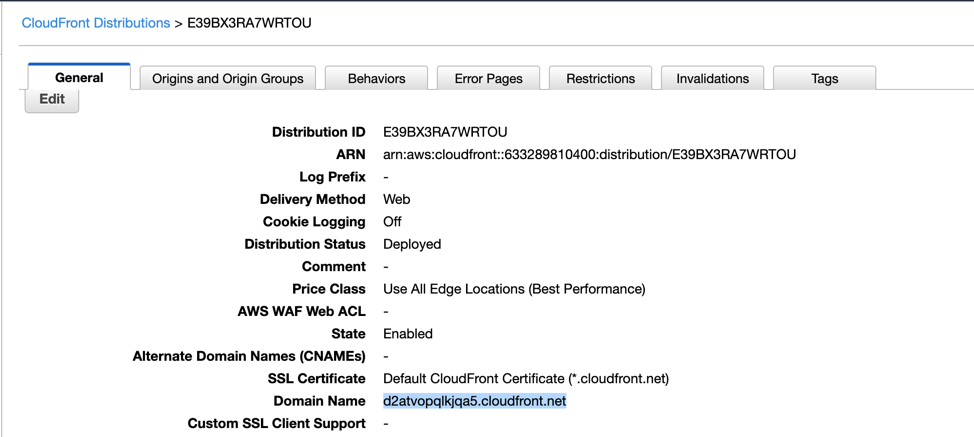 CloudFront Distributions > E39BX3RA7WRTOU
General Origins and Origin Groups Behaviors Error Pages Restrictions Invalidations Tags
Edit
Distribution ID E39BX3RA7WRTOU
ARN arn:aws:cloudfront::633289810400:distribution/E39BX3RA7WRTOU
Log Prefix -
Delivery Method Web
Cookie Logging Off
Distribution Status Deployed
Comment -
Price Class Use All Edge Locations (Best Performance)
AWS WAF Web ACL -
State Enabled
Alternate Domain Names (CNAMEs) -
SSL Certificate Default CloudFront Certificate (*.cloudfront.net)
Domain Name d2atvopqlkjqa5.cloudfront.net
Custom SSL Client Support -